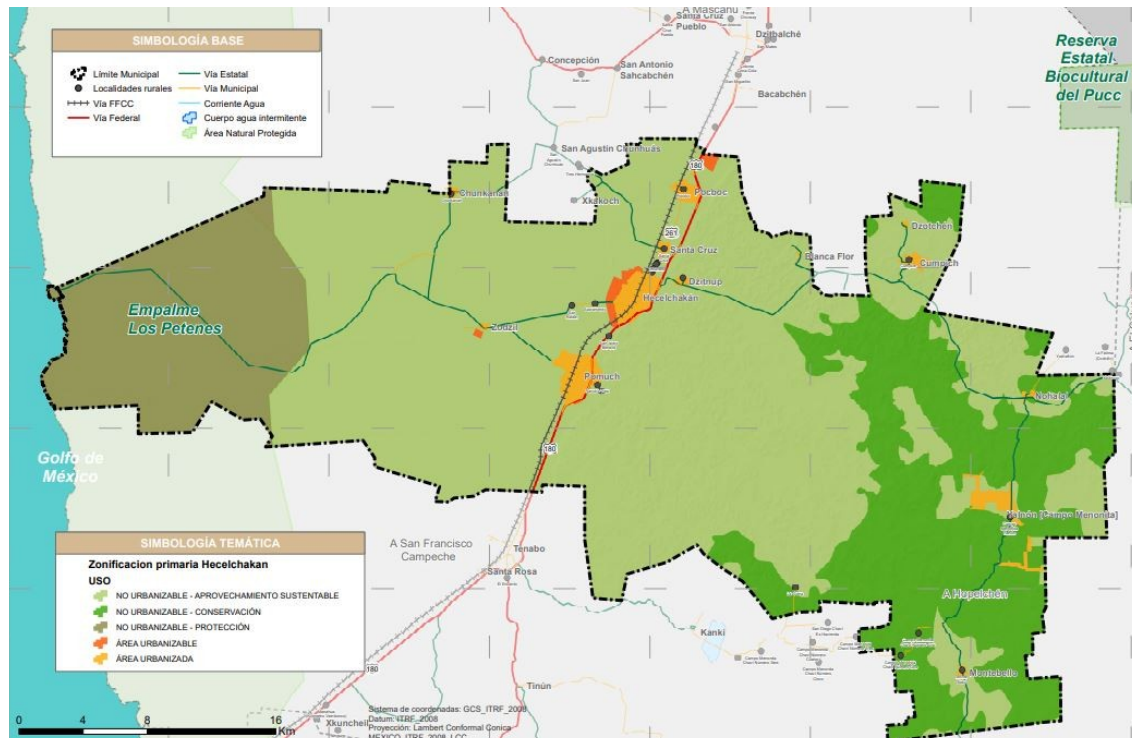 A Mascanú
Santa Cruz
Pueblo
Dzitbalché
Concepción
San Antonio
Sahcabchén
Bacabchén
Reserva
Estatal
Biocultural
del Pucc
SIMBOLOGÍA BASE
Límite Municipal
Localidades rurales
Vía FFCC
Vía Federal
Vía Estatal
Vía Municipal
Corriente Agua
Cuerpo agua intermitente
Área Natural Protegida
San Agustín Chunhuás
Xkakoch
Chunkanán
180
Pocboc
261
Santa Cruz
Dzitnup
Hecelchakán
Blanca Flor
Dzotchén
Cumpich
Empalme
Los Petenes
Zodzil
Pomuch
Nohalal
180
Golfo de
México
[Campo Menonita]
A San Francisco
Campeche
Tenabo
Santa Rosa
SIMBOLOGÍA TEMÁTICA
Zonificacion primaria Hecelchakan
USO
NO URBANIZABLE - APROVECHAMIENTO SUSTENTABLE
NO URBANIZABLE - CONSERVACIÓN
NO URBANIZABLE - PROTECCIÓN
ÁREA URBANIZABLE
ÁREA URBANIZADA
A Hopelchén
Kankí
Montebello
180
Tinún
Xkuncheil
0 4 8 16
Km
Sistema de coordenadas: GCS_ITRF_2008
Datum: ITRF_2008
Proyección: Lambert Conformal Conica
MEXICO_ITRF_2008_LCC